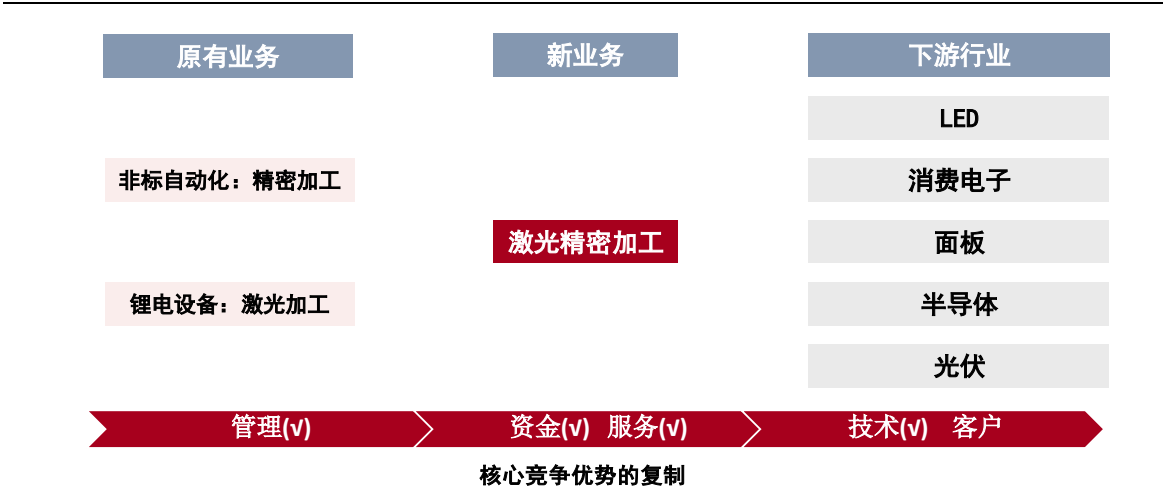 原有业务
新业务
下游行业
LED
非标自动化：精密加工
消费电子
激光精密加工
面板
锂电设备：激光加工
半导体
光伏
管理(√)
资金(√) 服务(√)
技术(√) 客户
核心竞争优势的复制